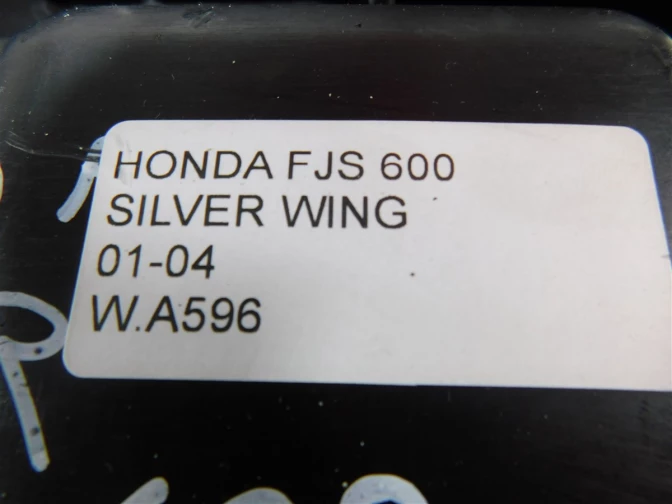 HONDA FJS 600
SILVER WING
01-04
W.A596